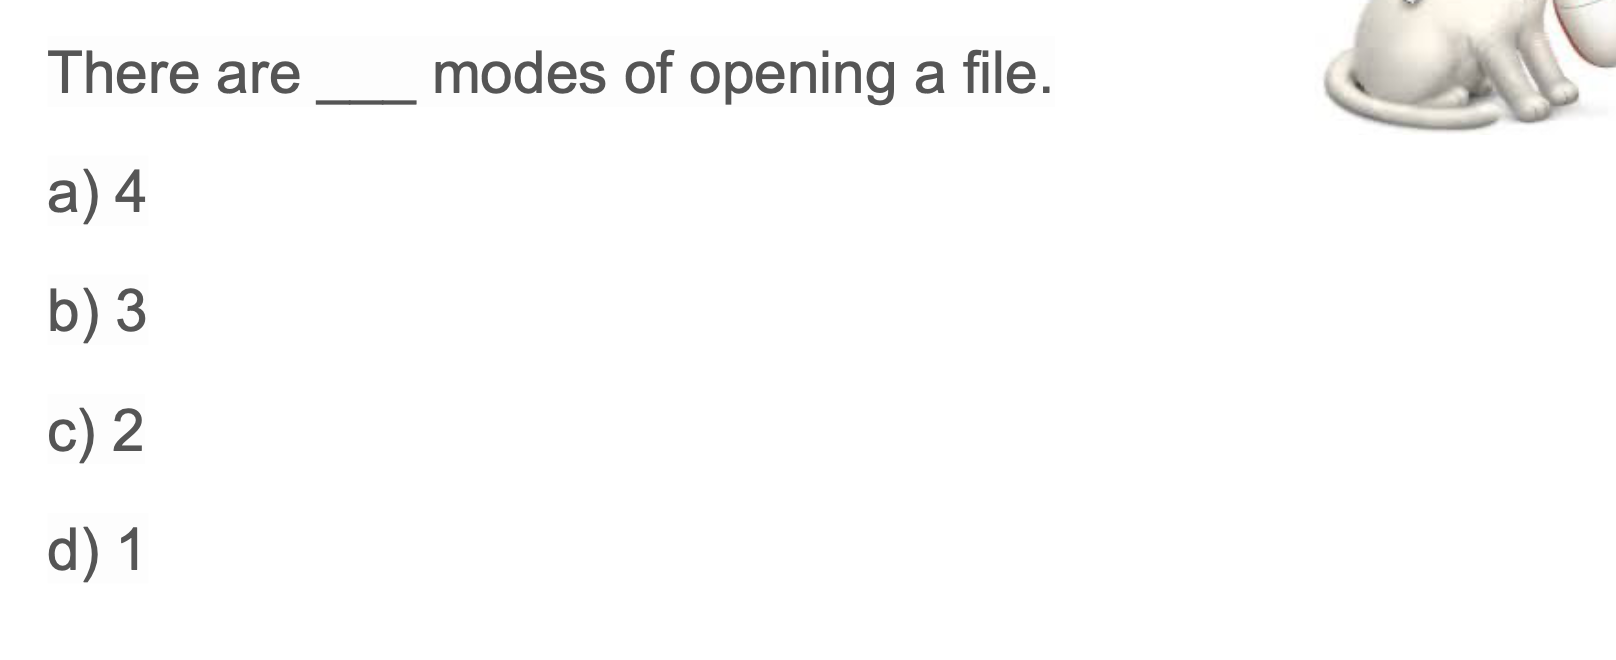 There are ___ modes of opening a file.
a) 4
b) 3
c) 2
d) 1